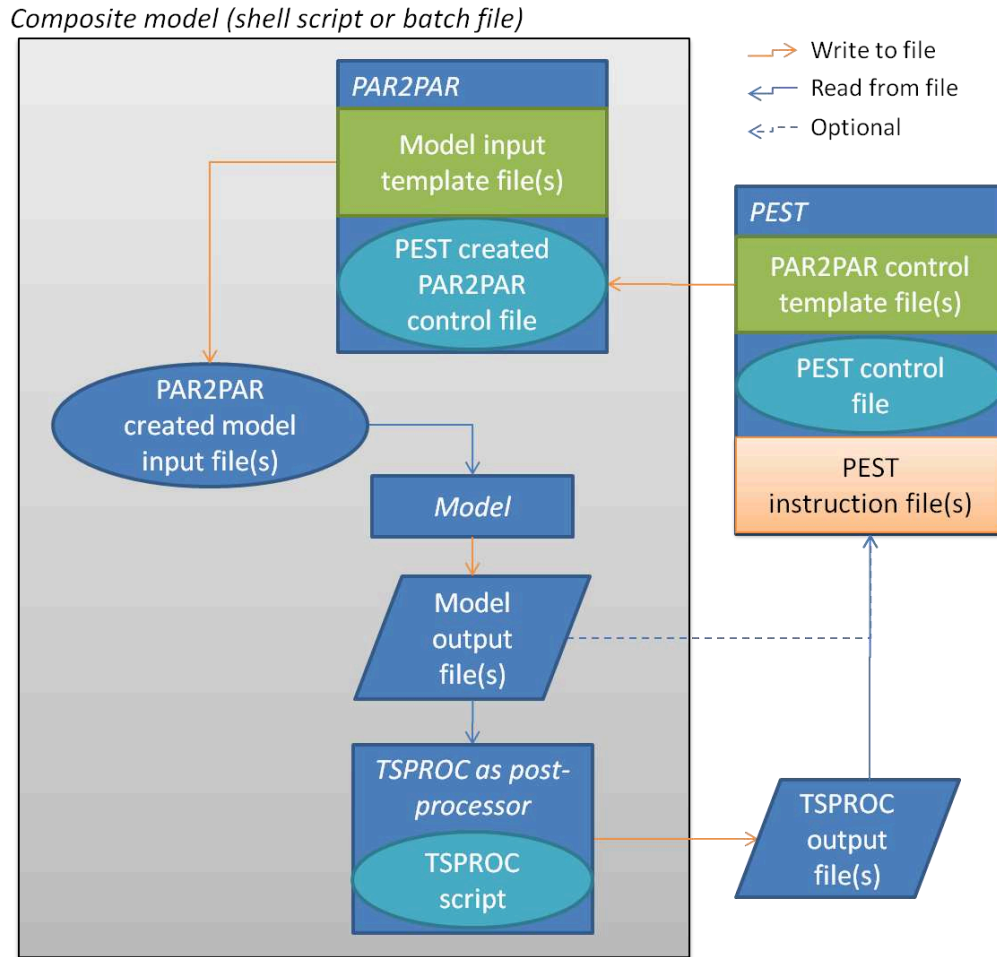 Composite model (shell script or batch file)
Write to file
Read from file
Optional
PAR2PAR
Model input
template file(s)
PEST created
PAR2PAR
control file
PEST
PAR2PAR control
template file(s)
PEST control
file
PEST
instruction file(s)
PAR2PAR
created model
input file(s)
Model
Model
output
file(s)
TSPROC as post-
processor
TSPROC
script
TSPROC
output
file(s)